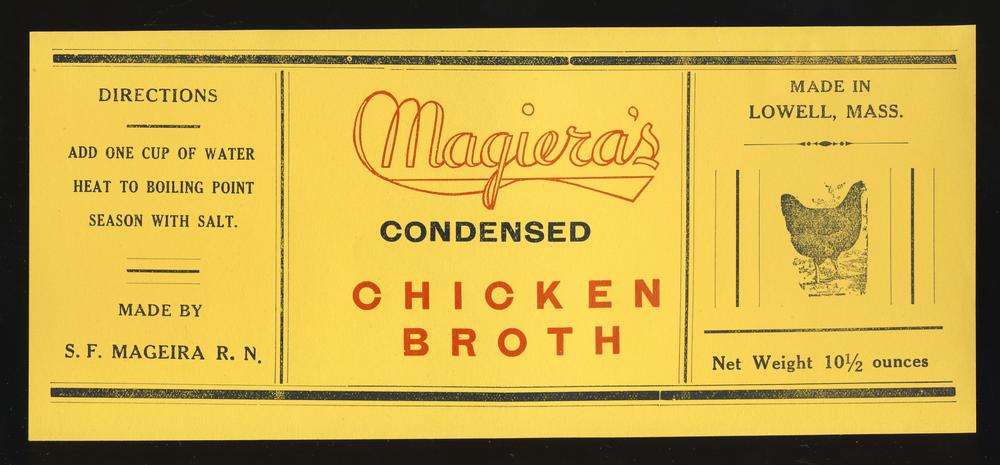 DIRECTIONS
ADD ONE CUP OF WATER
HEAT TO BOILING POINT
SEASON WITH SALT.
MADE BY
S. F. MAGEIRA R. N.
Magiera's
CONDENSED
CHICKEN
BROTH
MADE IN
LOWELL, MASS.
Net Weight 10½ ounces